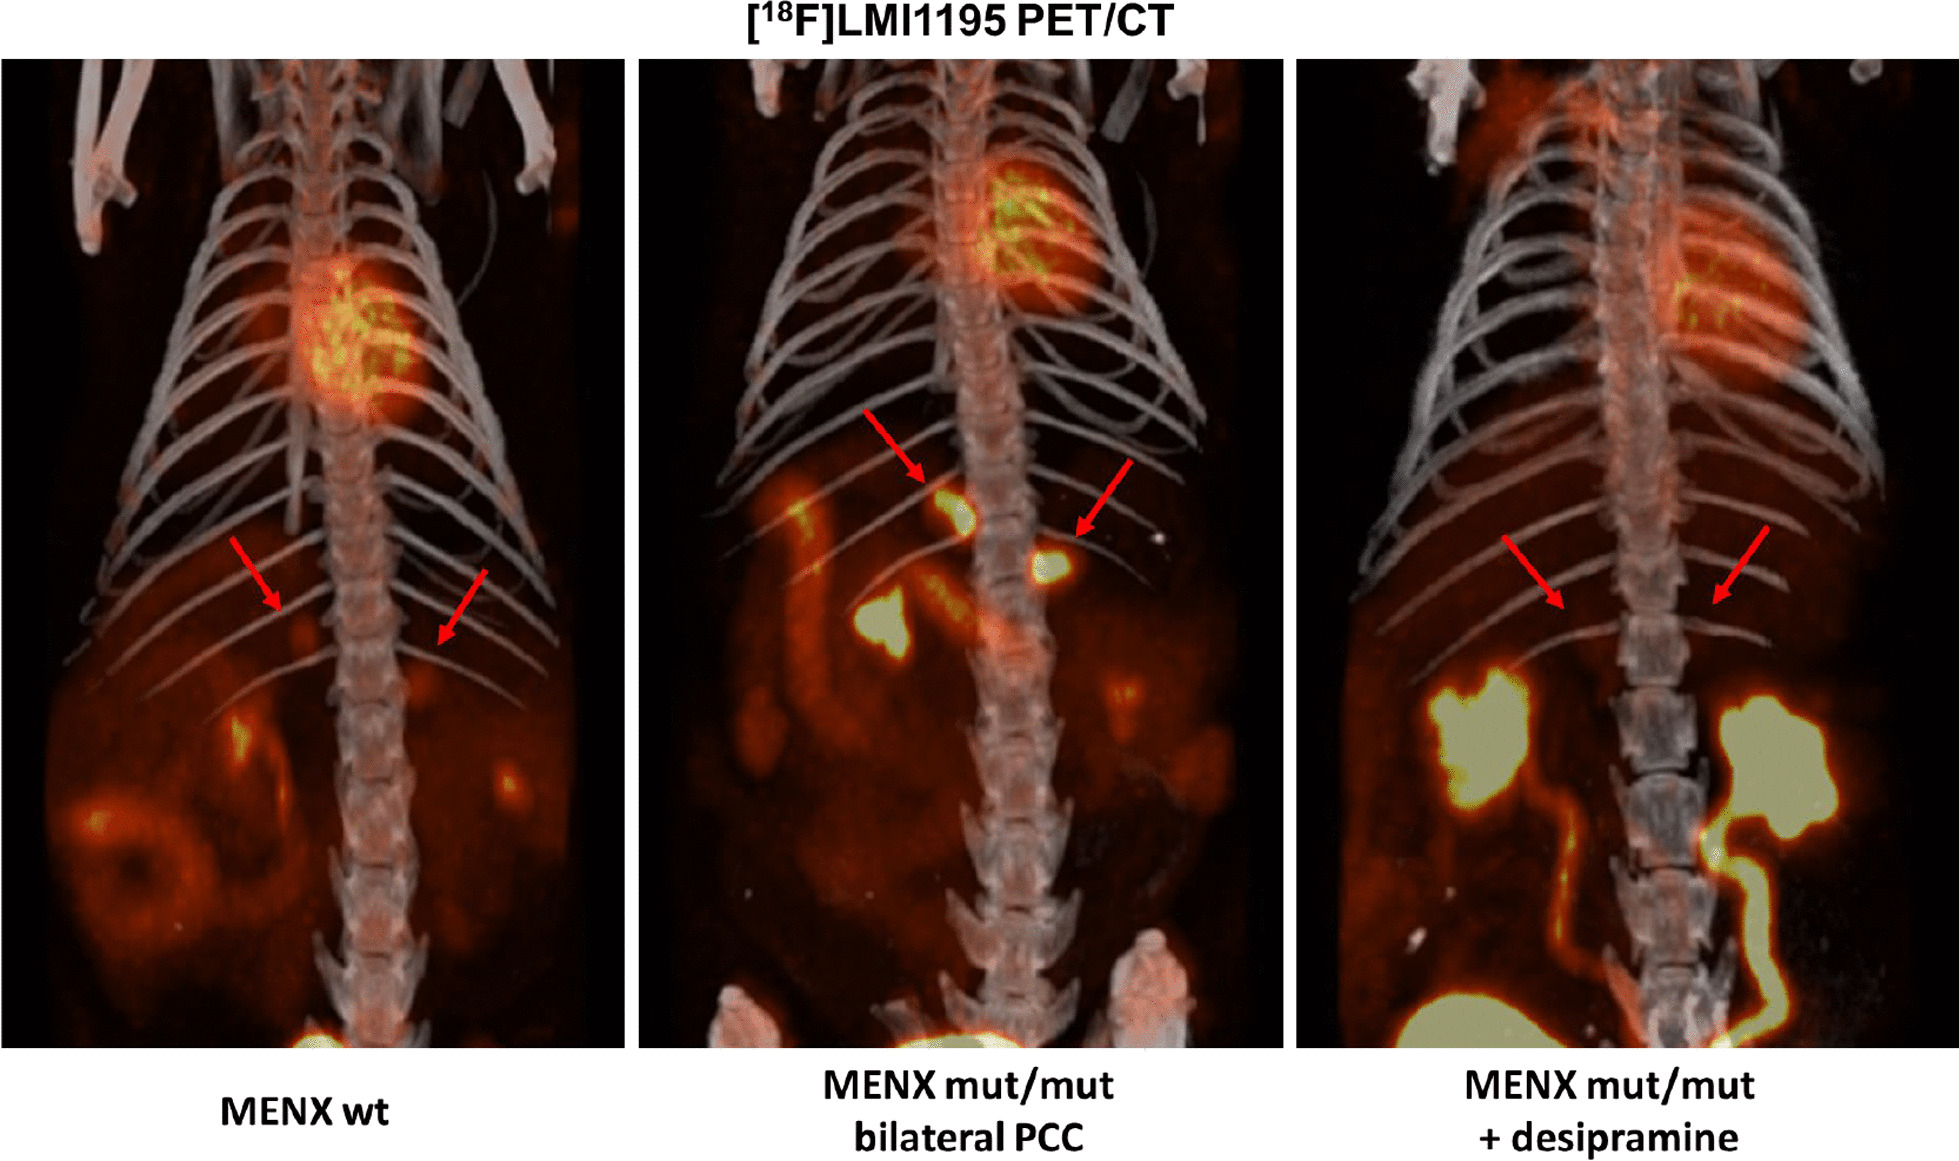 [¹⁸F]LMI1195 PET/CT
MENX wt
MENX mut/mut
bilateral PCC
MENX mut/mut
+ desipramine